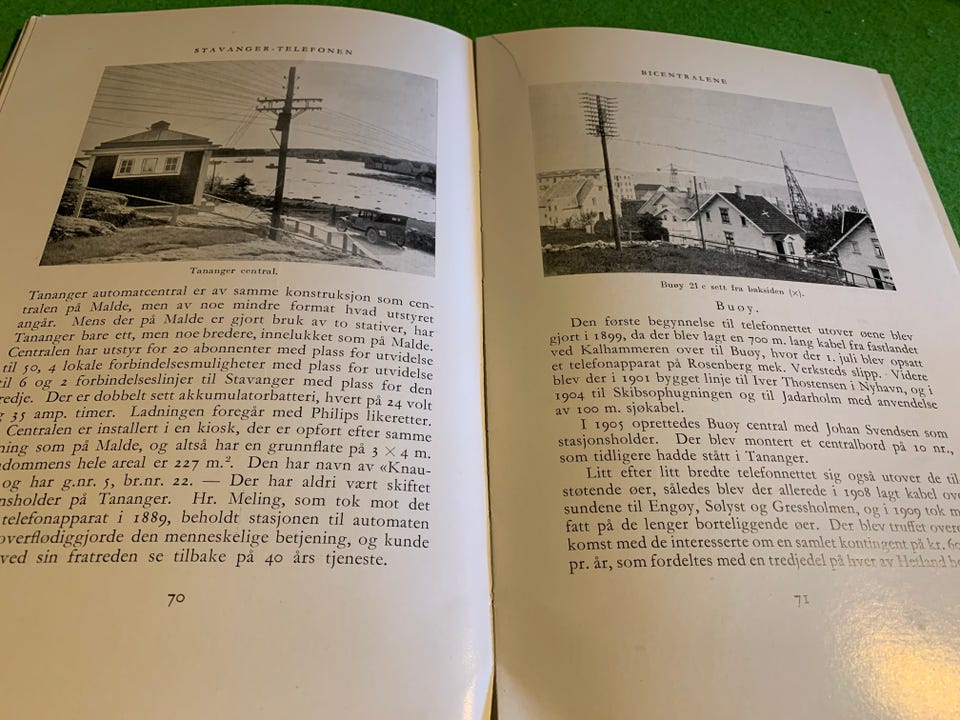 STAVANGER-TELEFONEN
Tananger central.
Tananger automatcentral er av samme konstruksjon som cen-
tralen på Malde, men av noe mindre format hvad utstyret
angår. Mens der på Malde er gjort bruk av to stativer, har
Tananger bare ett, men noe bredere, innelukket som på Malde.
Centralen har utstyr for 20 abonnenter med plass for utvidelse
til 50, 4 lokale forbindelsesmuligheter med plass for utvidelse
til 6 og 2 forbindelseslinjer til Stavanger med plass for den
redje. Der er dobbelt sett akkumulatorbatteri, hvert på 24 volt
g 35 amp. timer. Ladningen foregår med Philips likeretter.
Centralen er installert i en kiosk, der er opfort efter samme
ning som på Malde, og altså har en grunnflate på 3 × 4 m.
ndommens hele areal er 227 m.². Den har navn av «Knau-
og har g.nr. 5, br.nr. 22. — Der har aldri vært skiftet
nsholder på Tananger. Hr. Meling, som tok mot det
telefonapparat i 1889, beholdt stasjonen til automaten
overflødiggjorde den menneskelige betjening, og kunde
ved sin fratreden se tilbake på 40 års tjeneste.
70
BICENTRALENE
Buøy 21 c sett fra baksiden (×).
Buøy.
Den første begynnelse til telefonnettet utover øene blev
gjort i 1899, da der blev lagt en 700 m. lang kabel fra fastlandet
ved Kalhammeren over til Buøy, hvor der 1. juli blev opsatt
et telefonapparat på Rosenberg mek. Verksteds slipp. Videre
blev der i 1901 bygget linje til Iver Thostensen i Nyhavn, og i
1904 til Skibsophugningen og til Jadarholm med anvendelse
av 100 m. sjøkabel.
I 1905 oprettedes Buøy central med Johan Svendsen som
stasjonsholder. Der blev montert et centralbord på 10 nr.,
som tidligere hadde stått i Tananger.
Litt efter litt bredte telefonnettet sig også utover de til-
støtende øer, således blev der allerede i 1908 lagt kabel ov
sundene til Engøy, Sølyst og Gressholmen, og i 1909 tok m
fatt på de lenger borteliggende øer. Der blev truffet over
komst med de interesserte om en samlet kontingent på kr. 60
pr. år, som fordeltes med en tredjedel på hver av Hetland
71